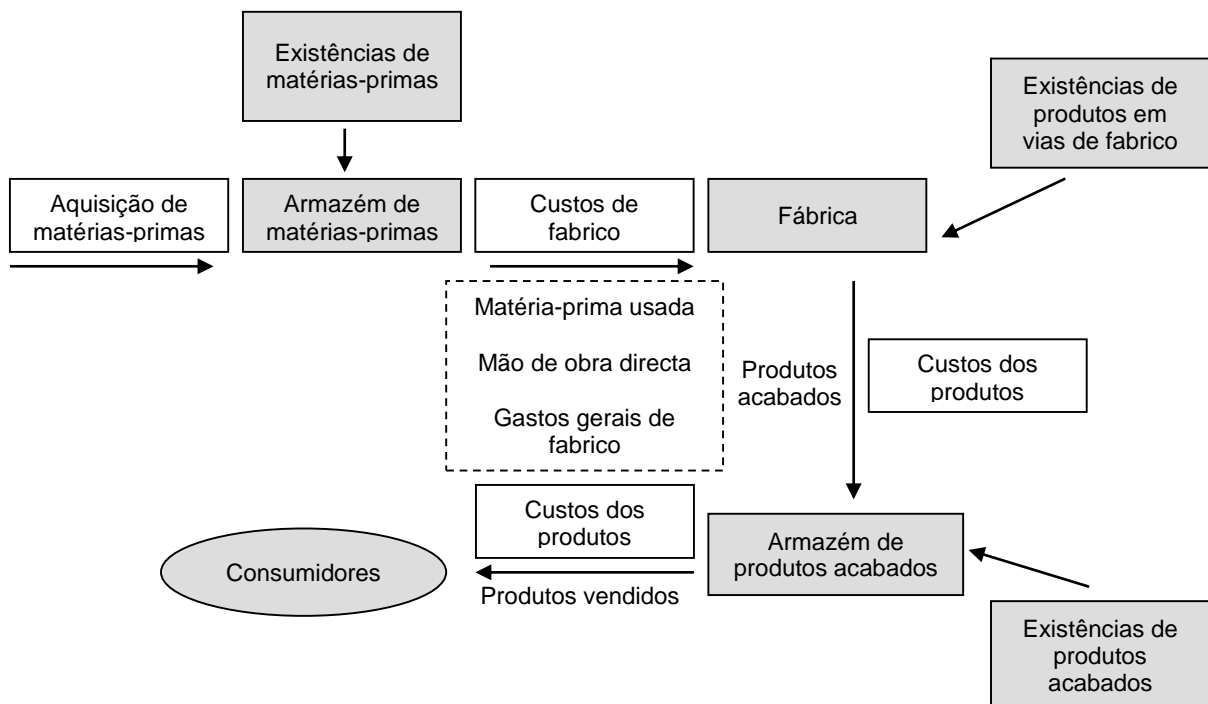 Existências de
matérias-primas
Existências de
produtos em
vias de fabrico
Aquisição de
matérias-primas
Armazém de
matérias-primas
Custos de
fabrico
Fábrica
Matéria-prima usada
Mão de obra directa
Gastos gerais de
fabrico
Produtos
acabados
Custos dos
produtos
Custos dos
produtos
Armazém de
produtos acabados
Consumidores
Produtos vendidos
Existências de
produtos
acabados